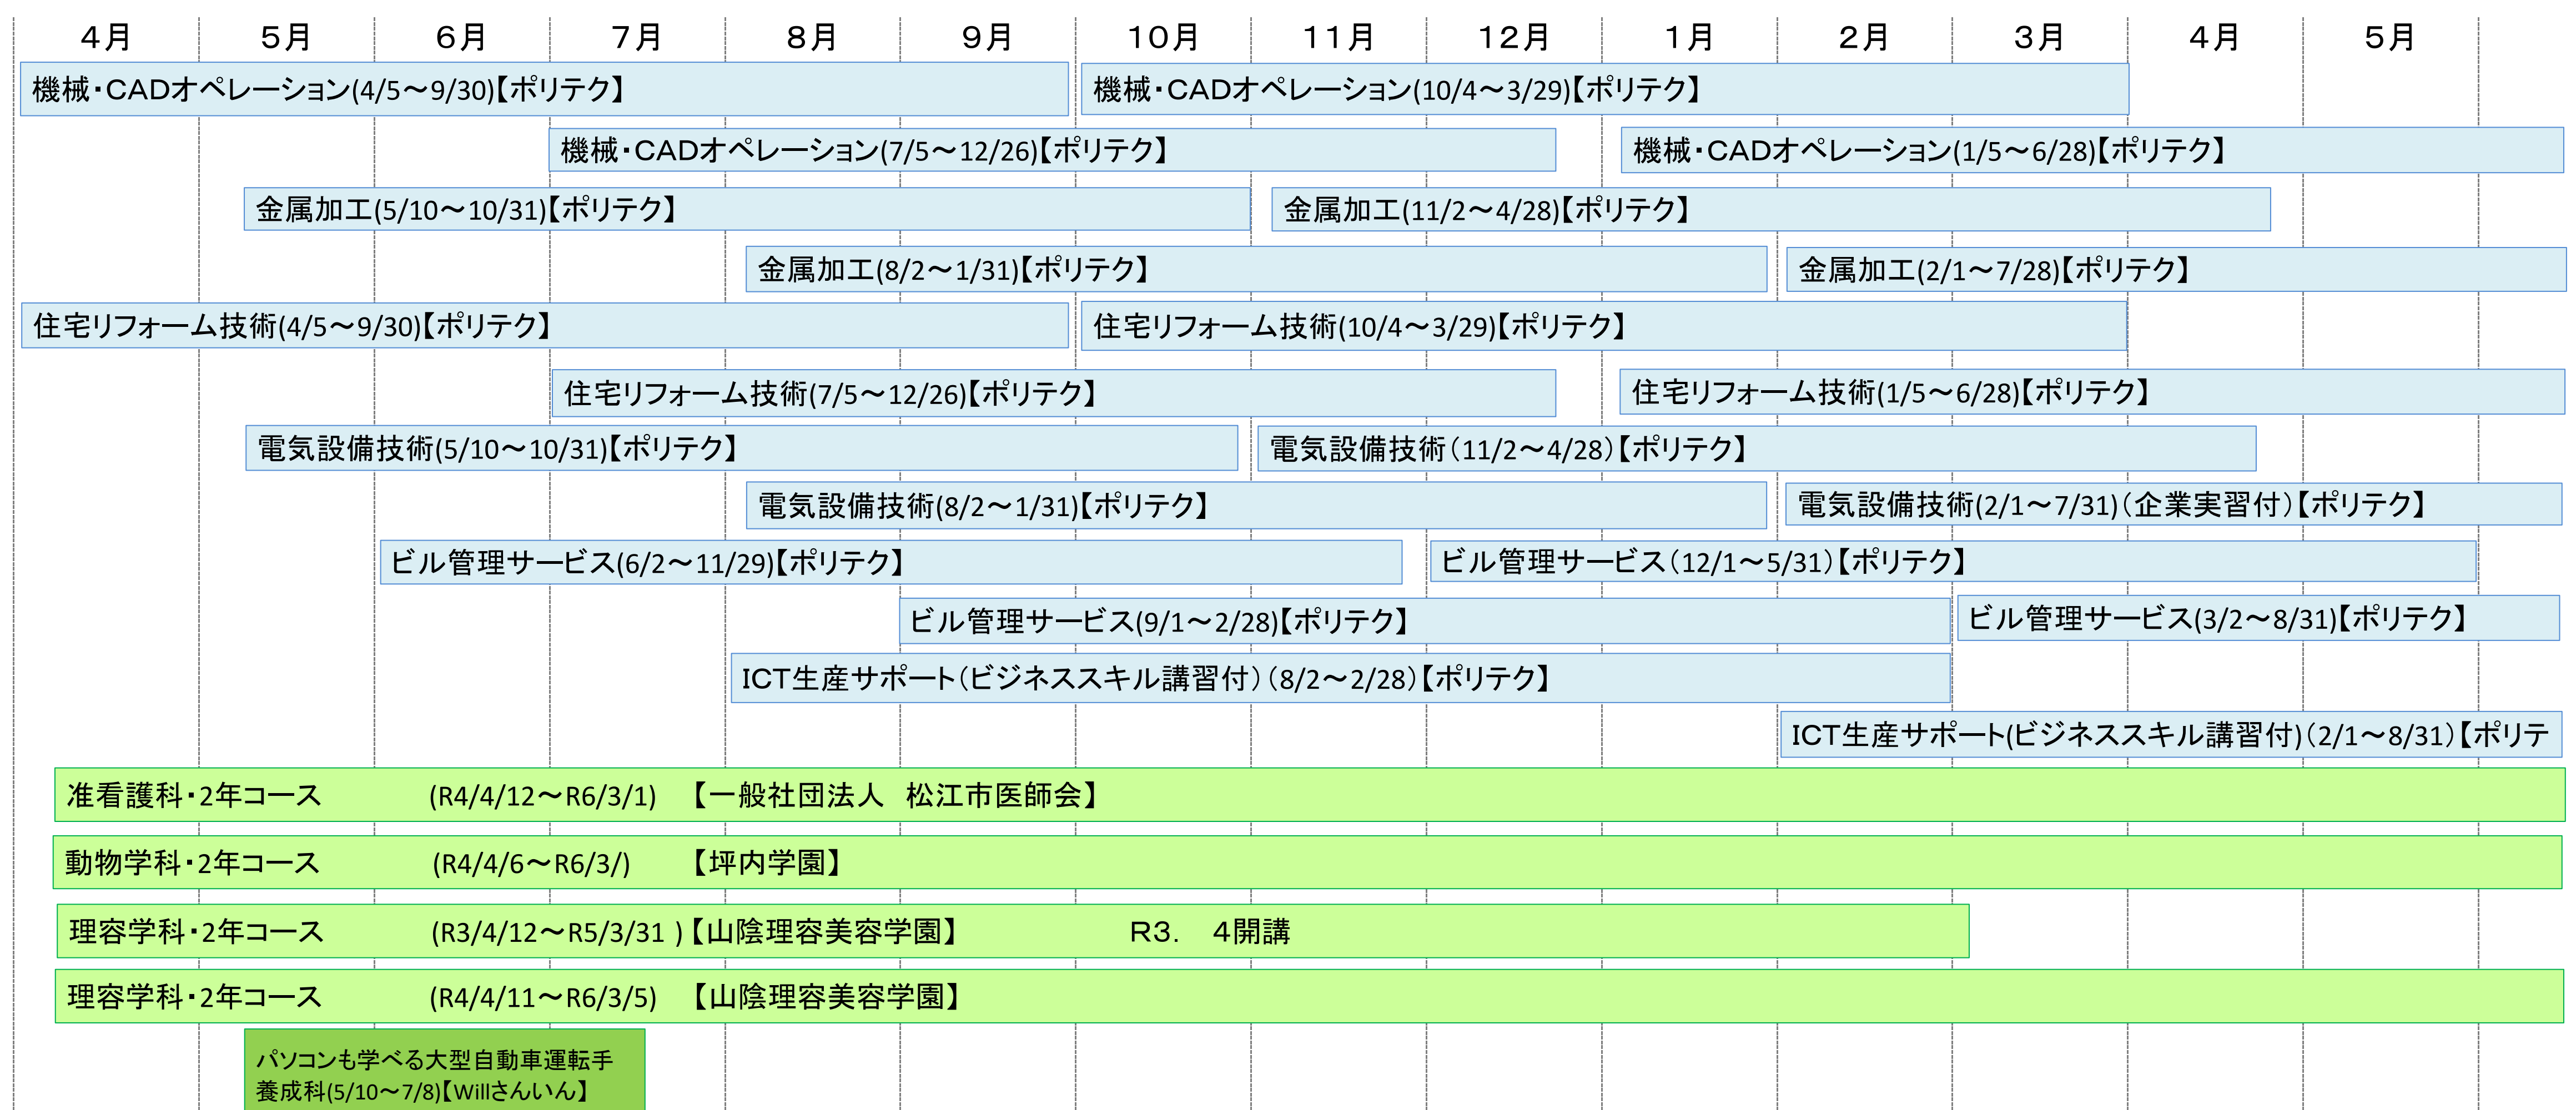 ４月 ５月 ６月 ７月 ８月 ９月 １０月 １１月 １２月 １月 ２月 ３月 ４月 ５月
機械・ＣＡＤオペレーション(4/5～9/30)【ポリテク】 機械・ＣＡＤオペレーション(10/4～3/29)【ポリテク】
機械・ＣＡＤオペレーション(7/5～12/26)【ポリテク】 機械・ＣＡＤオペレーション(1/5～6/28)【ポリテク】
金属加工(5/10～10/31)【ポリテク】 金属加工(11/2～4/28)【ポリテク】
金属加工(8/2～1/31)【ポリテク】 金属加工(2/1～7/28)【ポリテク】
住宅リフォーム技術(4/5～9/30)【ポリテク】 住宅リフォーム技術(10/4～3/29)【ポリテク】
住宅リフォーム技術(7/5～12/26)【ポリテク】 住宅リフォーム技術(1/5～6/28)【ポリテク】
電気設備技術(5/10～10/31)【ポリテク】 電気設備技術（11/2～4/28）【ポリテク】
電気設備技術(8/2～1/31)【ポリテク】 電気設備技術(2/1～7/31)（企業実習付）【ポリテク】
ビル管理サービス(6/2～11/29)【ポリテク】 ビル管理サービス（12/1～5/31）【ポリテク】
ビル管理サービス(9/1～2/28)【ポリテク】 ビル管理サービス(3/2～8/31)【ポリテク】
ICT生産サポート（ビジネススキル講習付）（8/2～2/28）【ポリテク】
ICT生産サポート(ビジネススキル講習付)（2/1～8/31）【ポリテ
准看護科・2年コース (R4/4/12～R6/3/1) 【一般社団法人 松江市医師会】
動物学科・2年コース (R4/4/6～R6/3/) 【坪内学園】
理容学科・2年コース (R3/4/12～R5/3/31 )【山陰理容美容学園】 Ｒ３． ４開講
理容学科・2年コース (R4/4/11～R6/3/5) 【山陰理容美容学園】
パソコンも学べる大型自動車運転手
養成科(5/10～7/8)【Willさんいん】